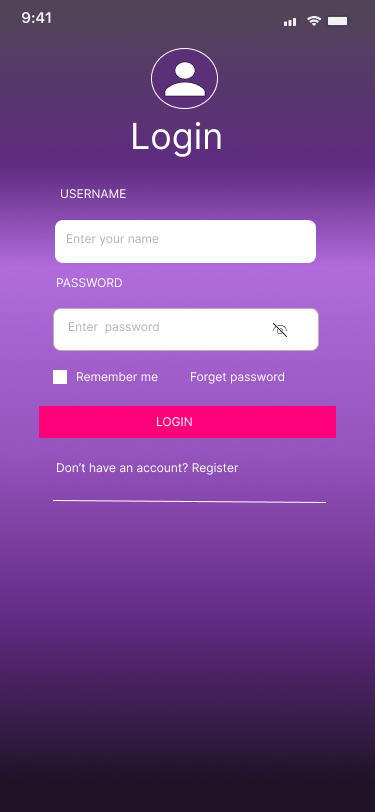 9:41
Login
USERNAME
Enter your name
PASSWORD
Enter password
Remember me Forget password
LOGIN
Don't have an account? Register